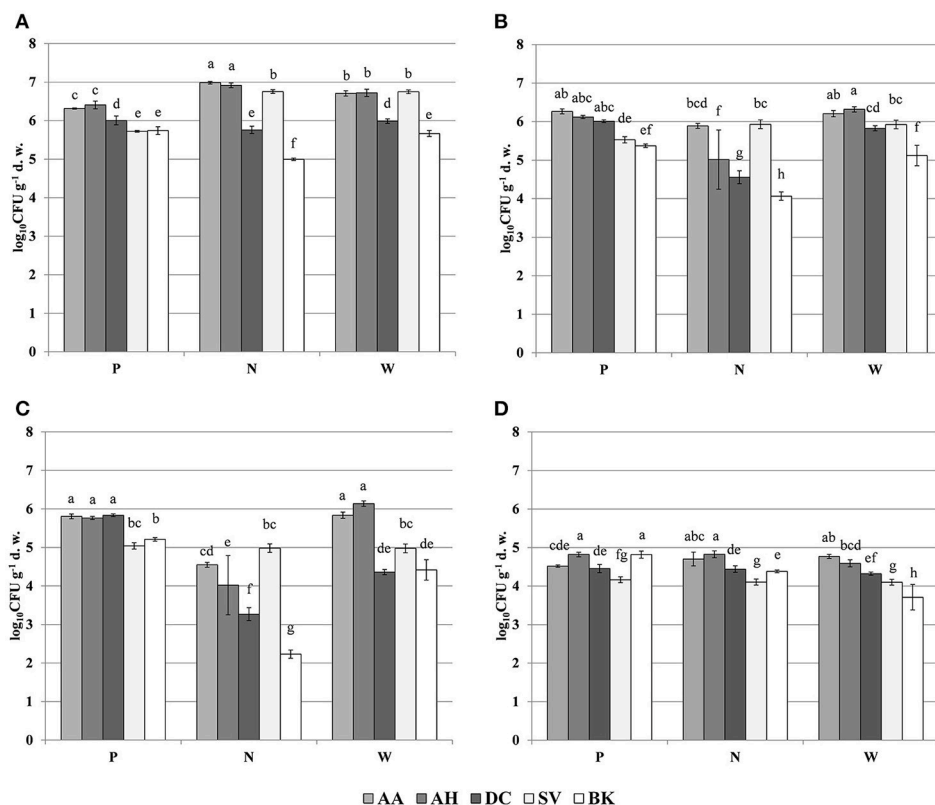 A
8
7
6
5
4
3
2
1
0
log₁₀CFU g⁻¹ d. w.
c c d e e
a a e b f
b b d b e
P N W
B
8
7
6
5
4
3
2
1
0
log₁₀CFU g⁻¹ d. w.
ab abc abc de ef
bcd f g bc h
ab a cd bc f
P N W
C
8
7
6
5
4
3
2
1
0
log₁₀CFU g⁻¹ d. w.
a a a bc b
cd e f bc g
a a de bc de
P N W
D
8
7
6
5
4
3
2
1
0
log₁₀CFU g⁻¹ d. w.
cde a de fg a
abc a de g e
ab bcd ef g h
P N W
AA AH DC SV BK